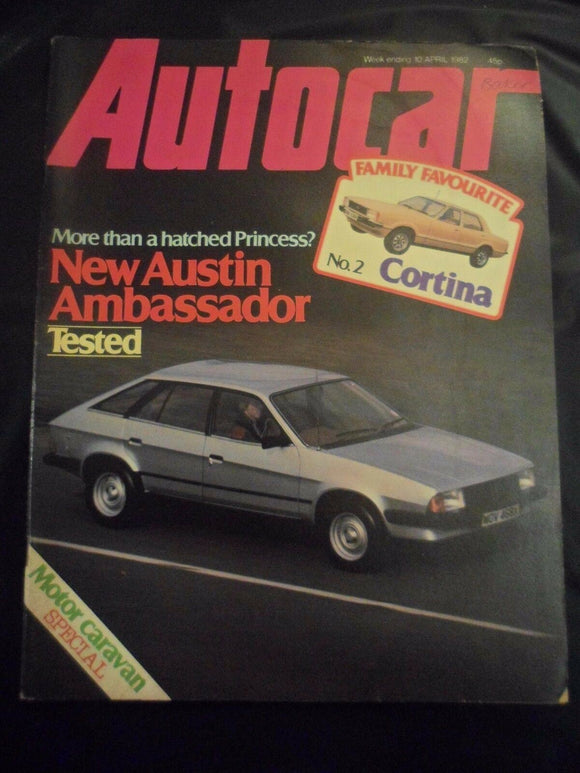 Week ending 10 APRIL 1982 45p
Autocar
FAMILY FAVOURITE
No.2 Cortina
More than a hatched Princess?
New Austin
Ambassador
Tested
Motor caravan
SPECIAL